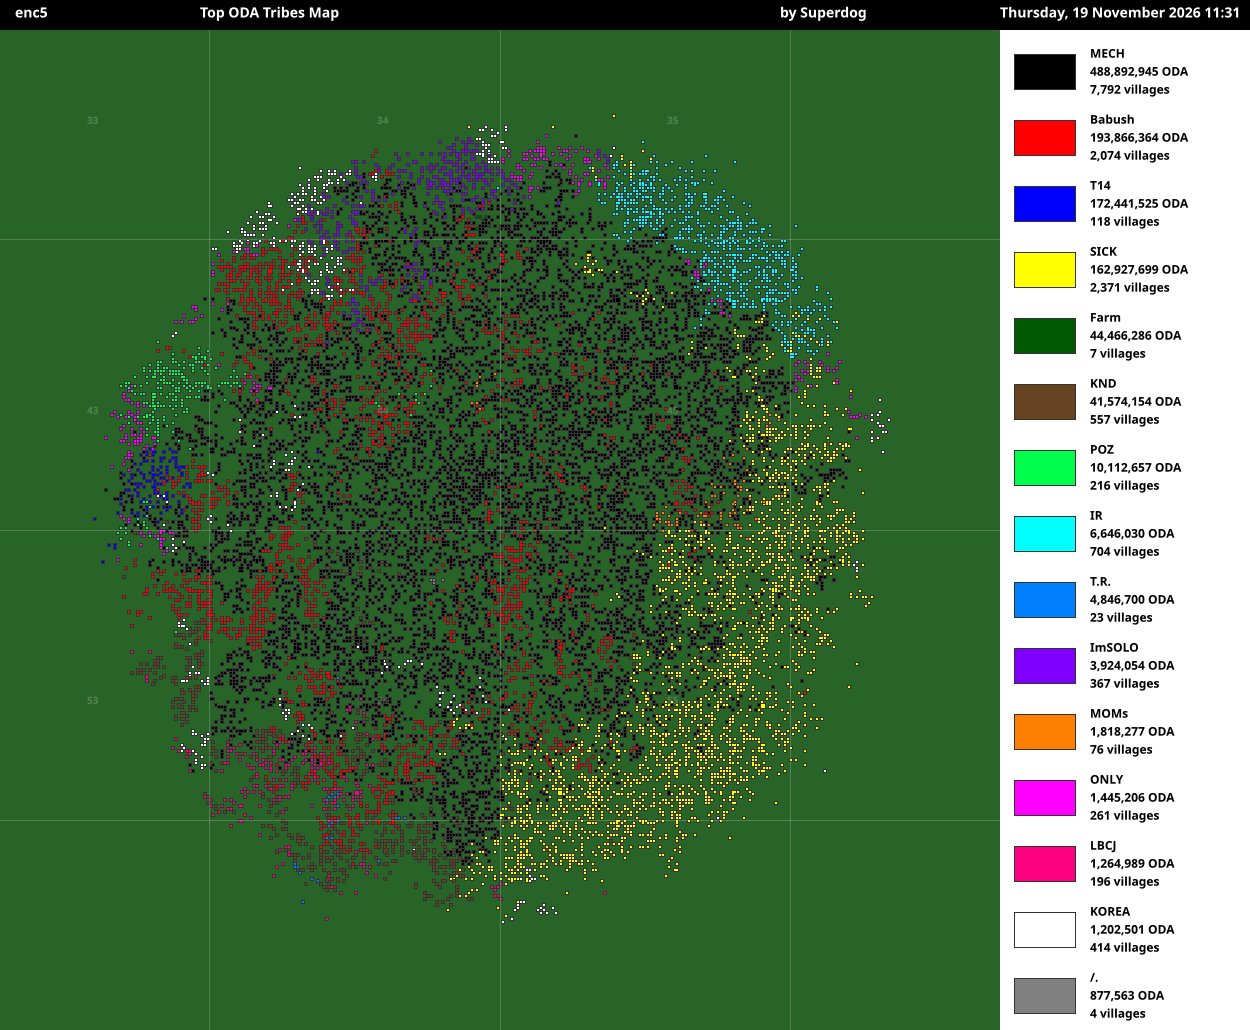 enc5 Top ODA Tribes Map by Superdog Thursday, 19 November 2026 11:31
33 34 35
43
53
MECH
488,892,945 ODA
7,792 villages
Babush
193,866,364 ODA
2,074 villages
T14
172,441,525 ODA
118 villages
SICK
162,927,699 ODA
2,371 villages
Farm
44,466,286 ODA
7 villages
KND
41,574,154 ODA
557 villages
POZ
10,112,657 ODA
216 villages
IR
6,646,030 ODA
704 villages
T.R.
4,846,700 ODA
23 villages
ImSOLO
3,924,054 ODA
367 villages
MOMs
1,818,277 ODA
76 villages
ONLY
1,445,206 ODA
261 villages
LBCJ
1,264,989 ODA
196 villages
KOREA
1,202,501 ODA
414 villages
/.
877,563 ODA
4 villages